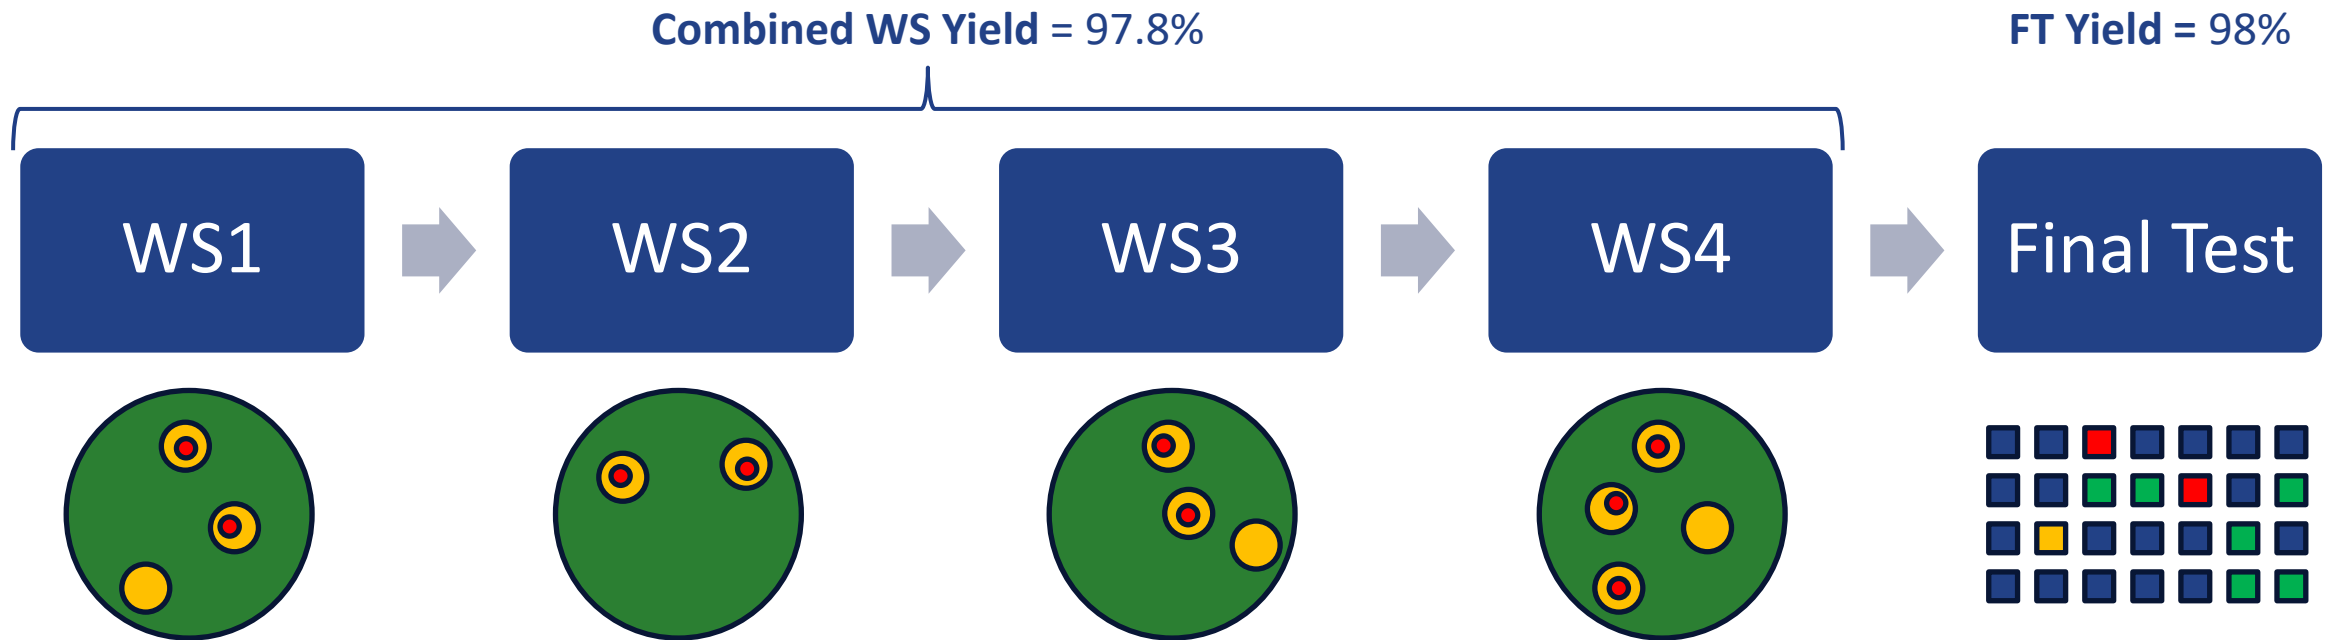 Combined WS Yield = 97.8%
FT Yield = 98%
WS1
WS2
WS3
WS4
Final Test